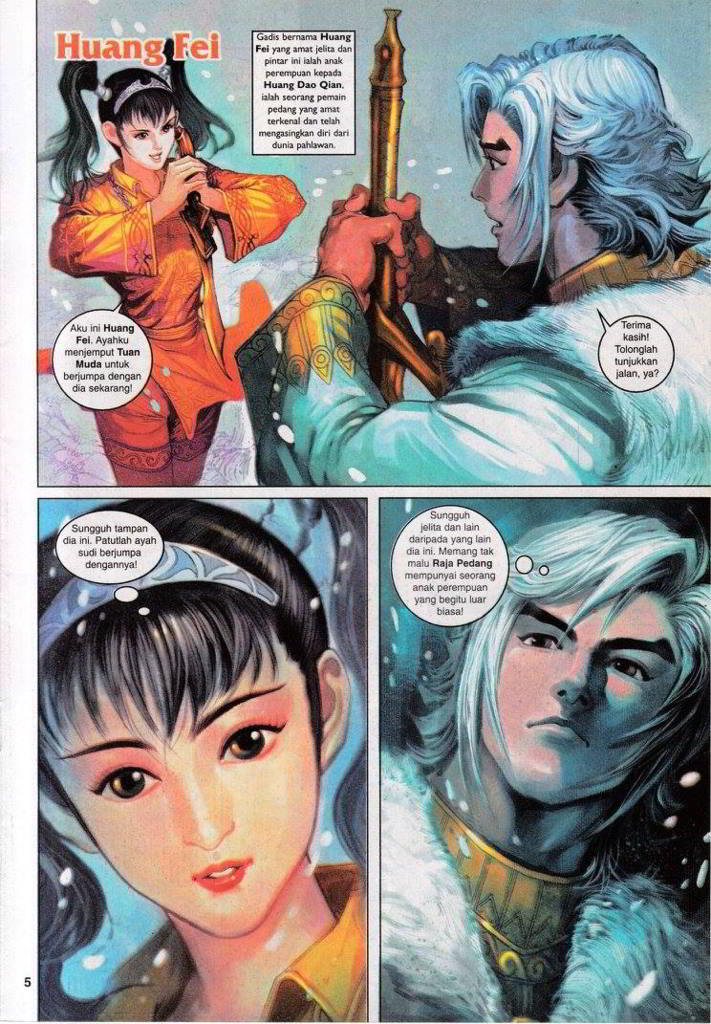 Huang Fei
Gadis bernama Huang
Fei yang amat jelita dan
pintar ini ialah anak
perempuan kepada
Huang Dao Qian,
ialah seorang pemain
pedang yang amat
terkenal dan telah
mengasingkan diri dari
dunia pahlawan.
Aku ini Huang
Fei. Ayahku
menjemput Tuan
Muda untuk
berjumpa dengan
dia sekarang!
Terima
kasih!
Tolonglah
tunjukkan
jalan, ya?
Sungguh tampan
dia ini. Patutlah ayah
sudi berjumpa
dengannya!
Sungguh
jelita dan lain
daripada yang lain
dia ini. Memang tak
malu Raja Pedang
mempunyai seorang
anak perempuan
yang begitu luar
biasa!
5